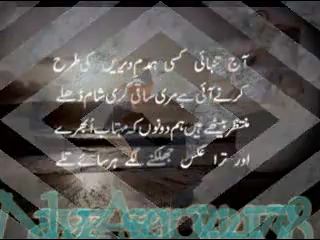 آج تنہائی کسی ہمدم دیریں کی طرح
کرنے آئی ہے مری ساقی گری شام ڈھلے
منتظر بیٹھے ہیں ہم دونوں کہ مہتاب اُبھرے
اور ترا عکس جھلکنے لگے ہر سائے تلے